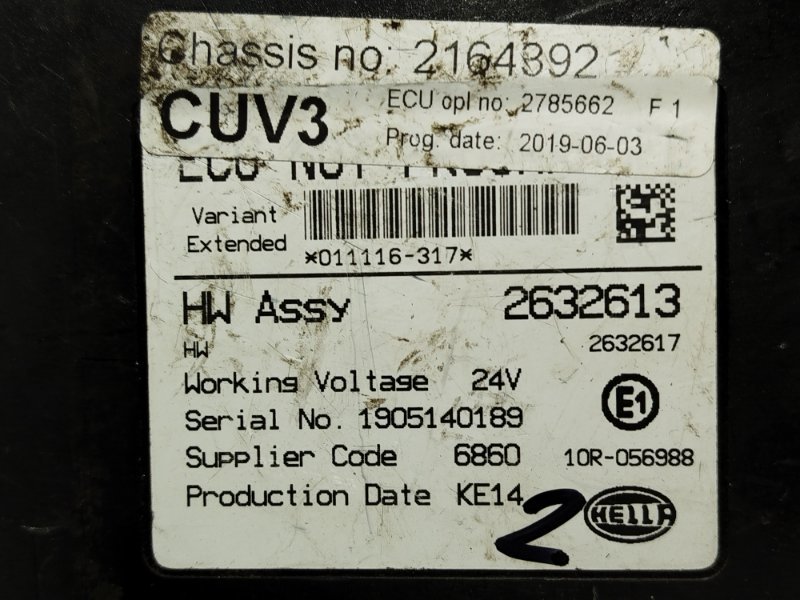 Chassis no: 2164392
CUV3
ECU opl no: 2785662 F 1
Prog. date: 2019-06-03
ECU NOT
Variant
Extended
*011116-317*
HW Assy 2632613
HW 2632617
Working Voltage 24V
Serial No. 1905140189
E1
Supplier Code 6860
10R-056988
Production Date KE14
2
HELLA